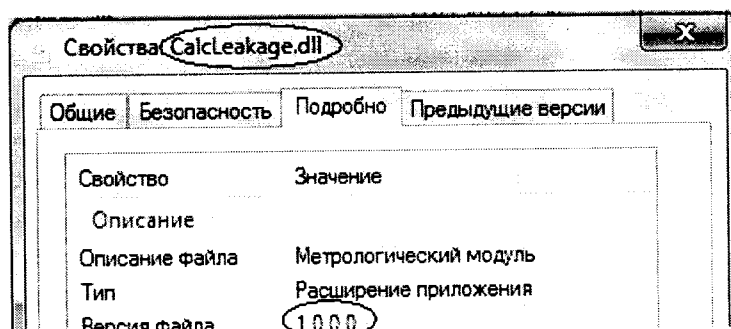 Свойства: CalcLeakage.dll
Общие Безопасность Подробно Предыдущие версии
Свойство Значение
Описание
Описание файла Метрологический модуль
Тип Расширение приложения
Версия файла 1.0.0.0